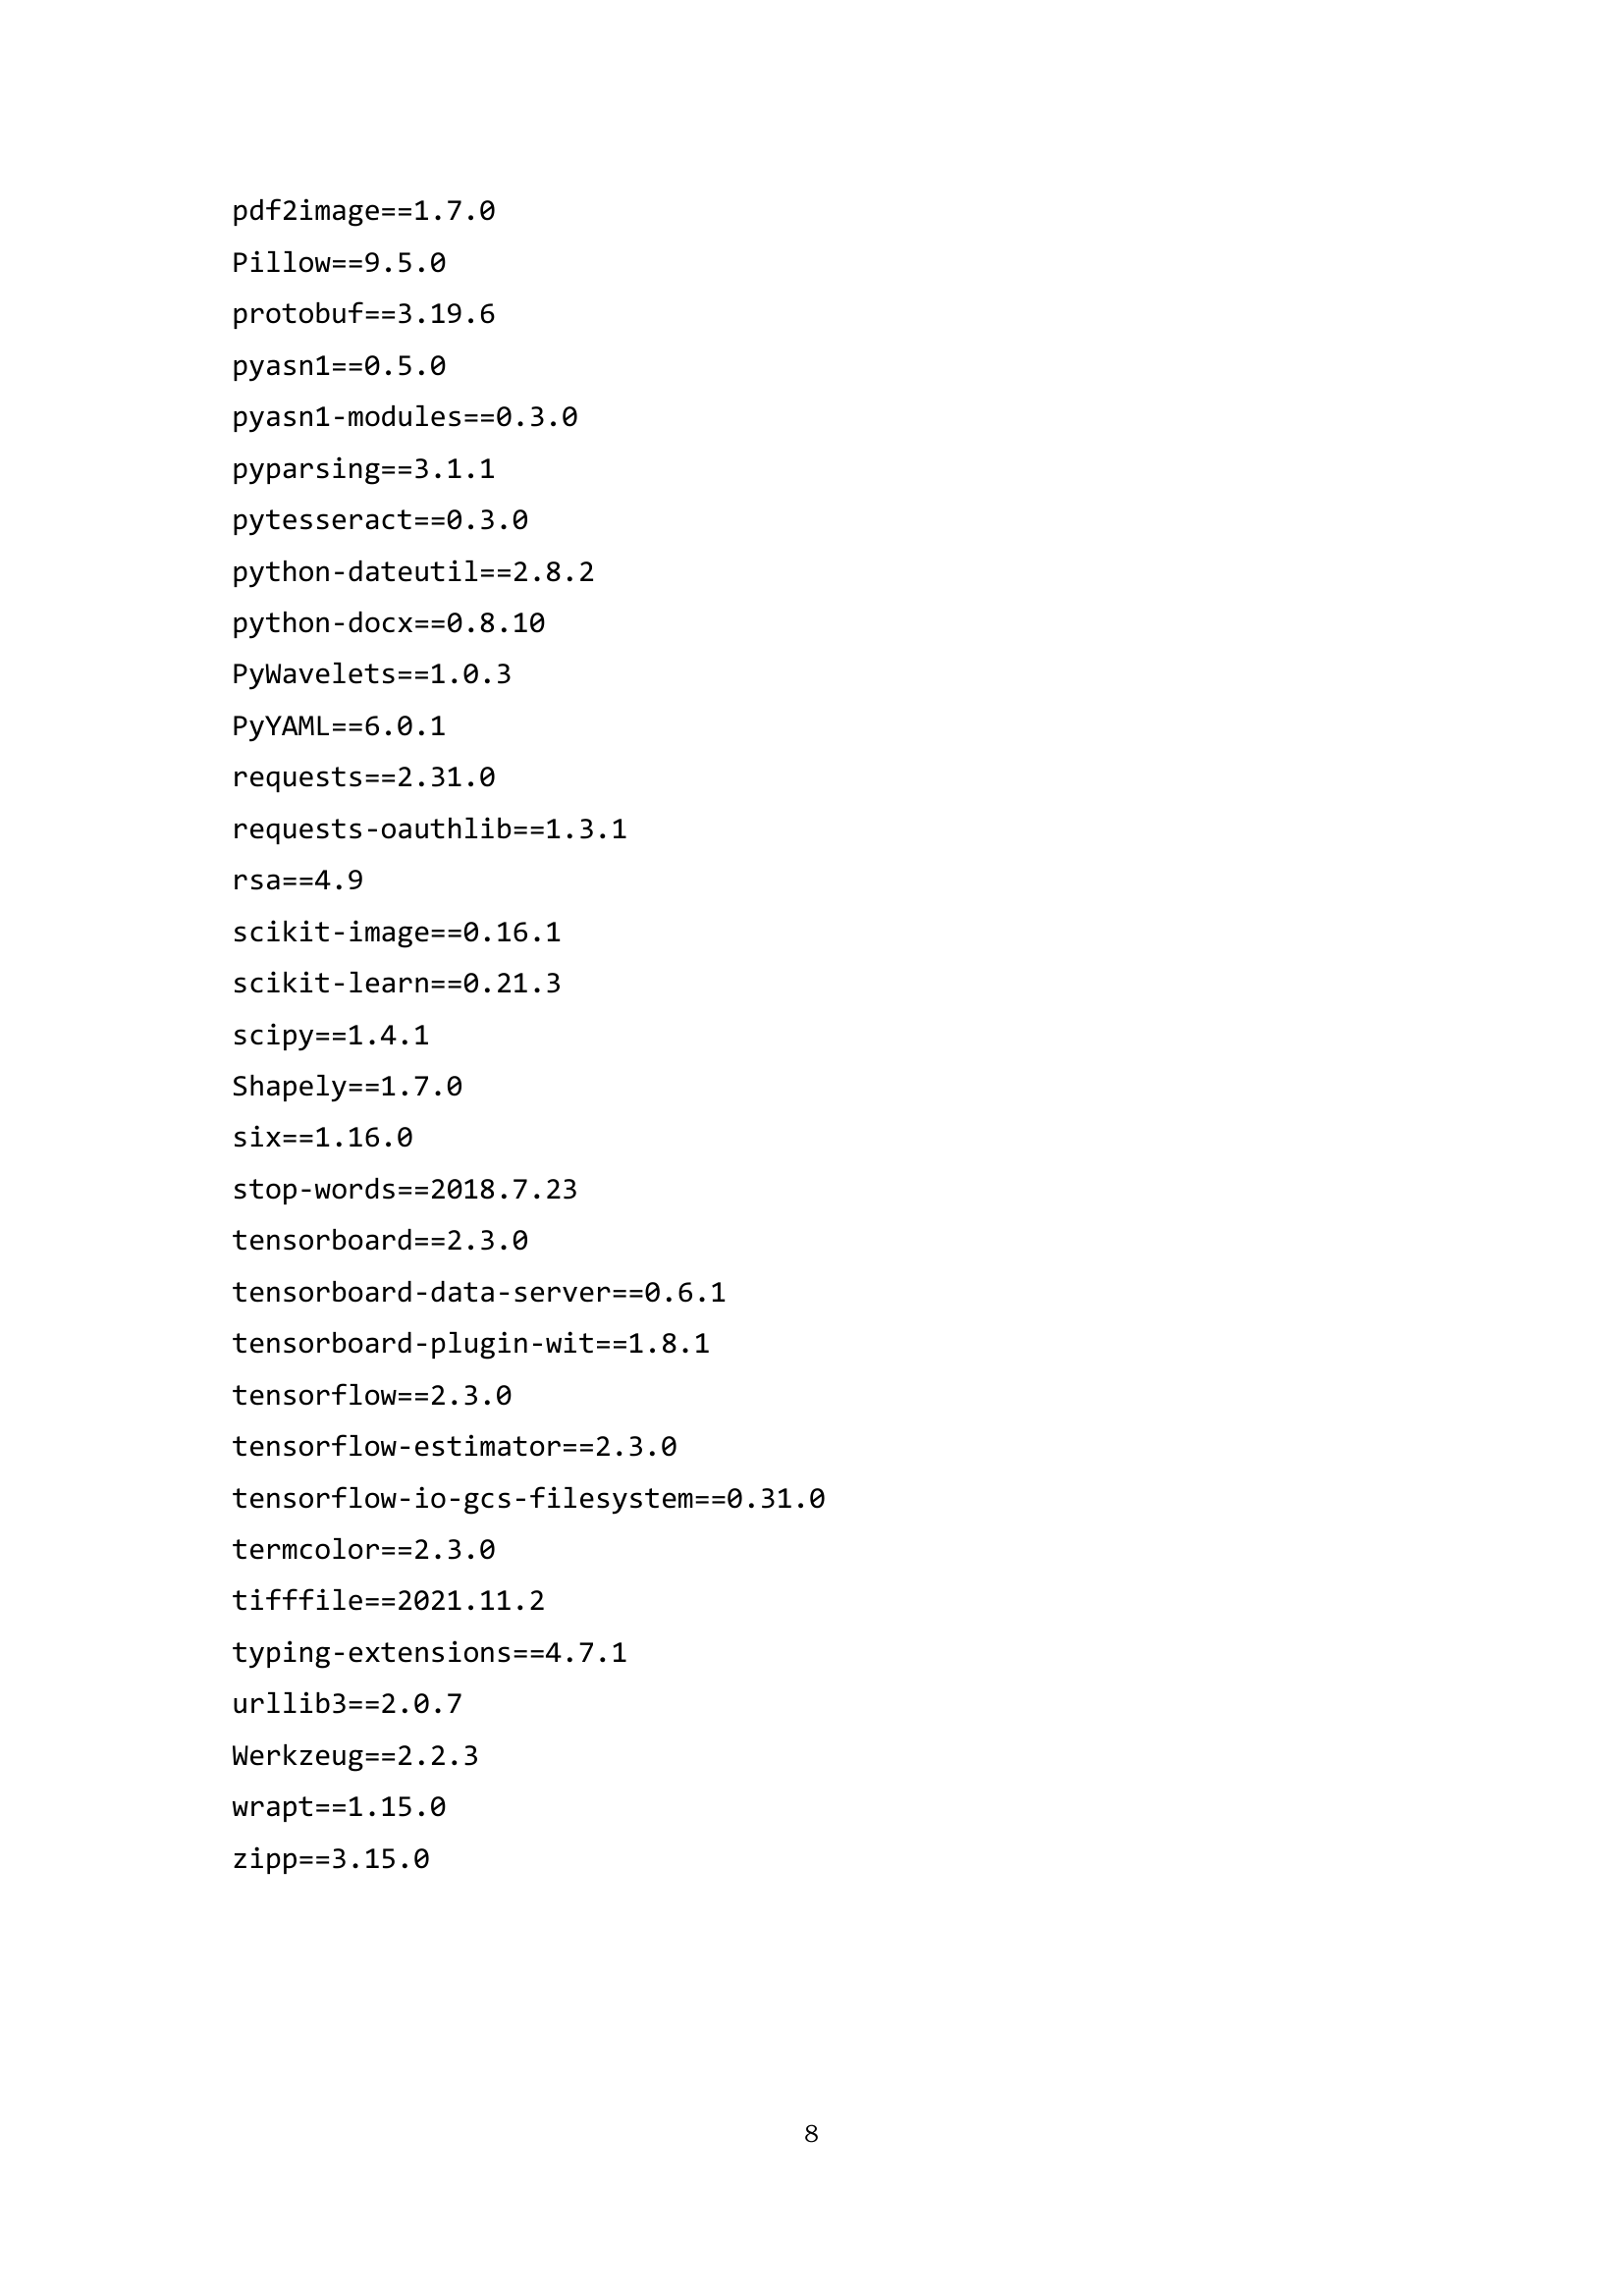 pdf2image==1.7.0
Pillow==9.5.0
protobuf==3.19.6
pyasn1==0.5.0
pyasn1-modules==0.3.0
pyparsing==3.1.1
pytesseract==0.3.0
python-dateutil==2.8.2
python-docx==0.8.10
PyWavelets==1.0.3
PyYAML==6.0.1
requests==2.31.0
requests-oauthlib==1.3.1
rsa==4.9
scikit-image==0.16.1
scikit-learn==0.21.3
scipy==1.4.1
Shapely==1.7.0
six==1.16.0
stop-words==2018.7.23
tensorboard==2.3.0
tensorboard-data-server==0.6.1
tensorboard-plugin-wit==1.8.1
tensorflow==2.3.0
tensorflow-estimator==2.3.0
tensorflow-io-gcs-filesystem==0.31.0
termcolor==2.3.0
tifffile==2021.11.2
typing-extensions==4.7.1
urllib3==2.0.7
Werkzeug==2.2.3
wrapt==1.15.0
zipp==3.15.0
8